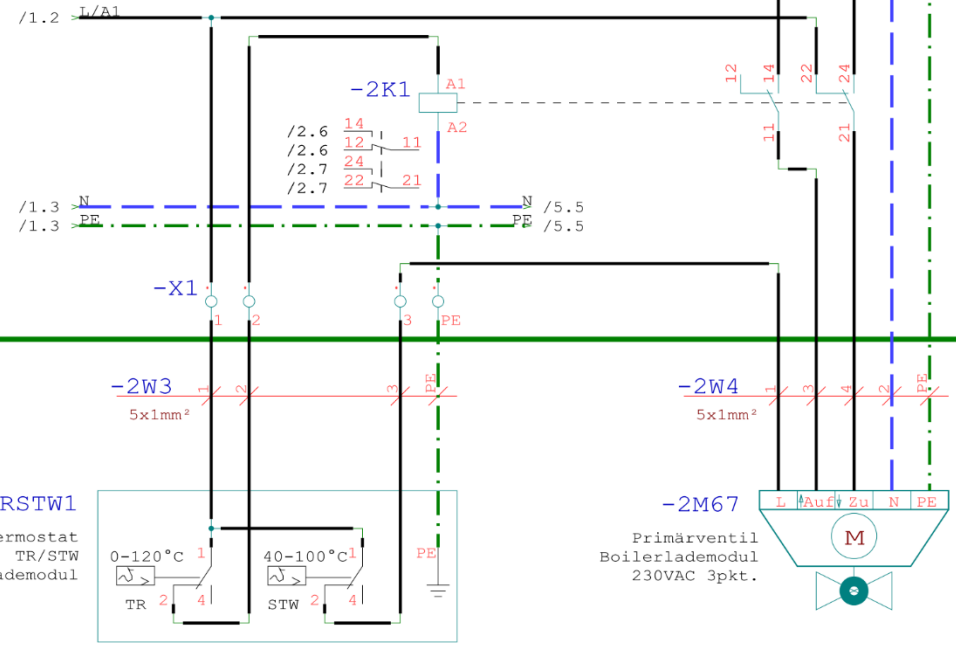 /1.2 L/A1
12 14 22 24
-2K1 A1
A2
/2.6 14
/2.6 12 11
/2.7 24
/2.7 22 21
11 21
/1.3 N N /5.5
/1.3 PE PE /5.5
-X1
1 2 3 PE
-2W3 1 2 3 PE
5x1mm²
-2W4 1 3 4 2 PE
5x1mm²
RSTW1
ermostat
TR/STW
ademodul
0-120°C 1
40-100°C 1
PE
TR 2 4
STW 2 4
-2M67 L Auf Zu N PE
M
Primärventil
Boilerlademodul
230VAC 3pkt.